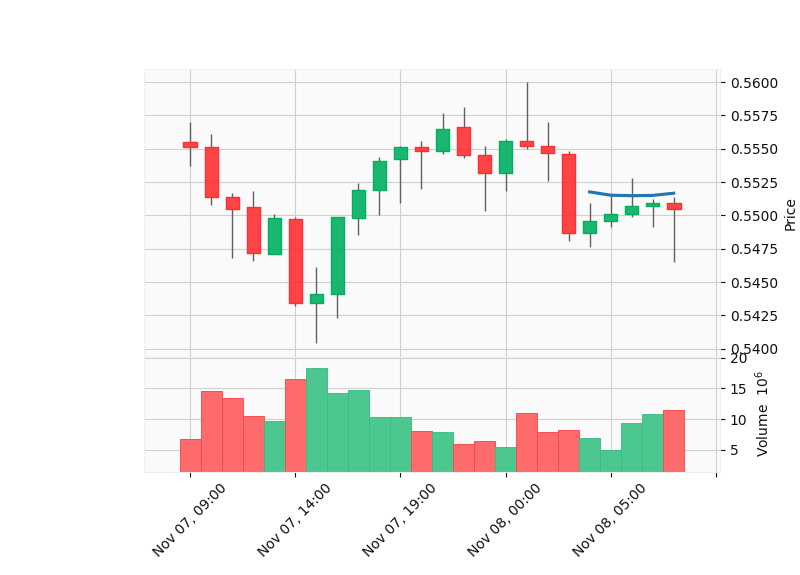 0.5600
0.5575
0.5550
0.5525
0.5500
0.5475
0.5450
0.5425
0.5400
Price
20
15
10
5
Volume 10^6
Nov 07, 09:00
Nov 07, 14:00
Nov 07, 19:00
Nov 08, 00:00
Nov 08, 05:00